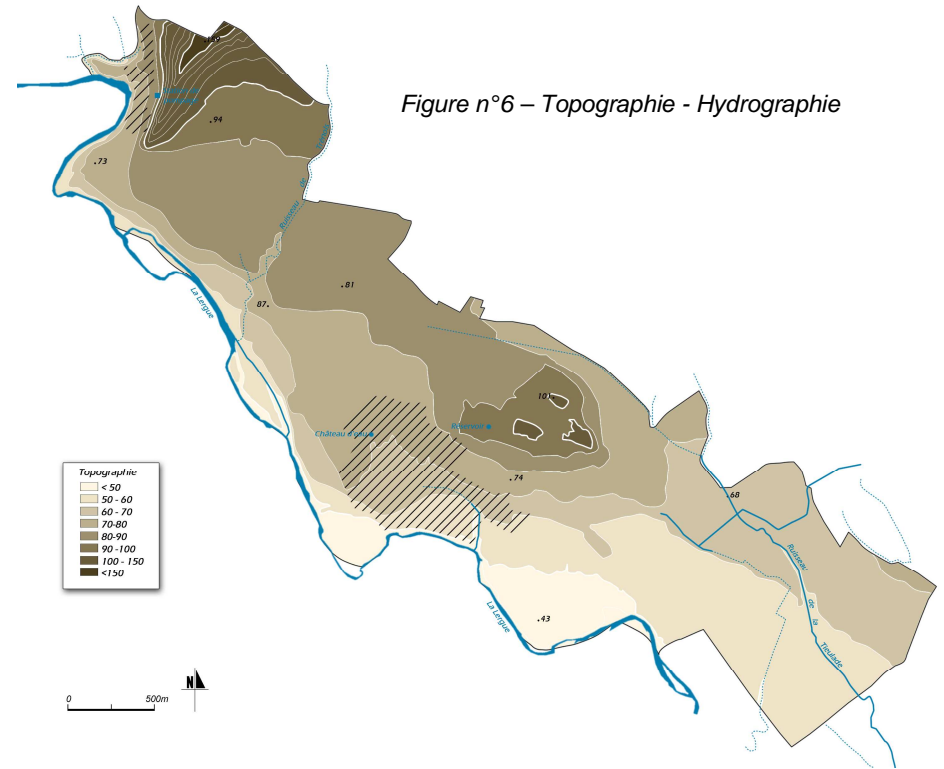 Figure n°6 – Topographie - Hydrographie
.94
.73
Ruisseau de
.81
87.
La Lergue
101.
Réservoir
Château d'eau
.74
.68
Topographie
< 50
50 - 60
60 - 70
70-80
80-90
90 -100
100 - 150
<150
Ruisseau de la Tieulade
La Lergue
.43
N
0 500m